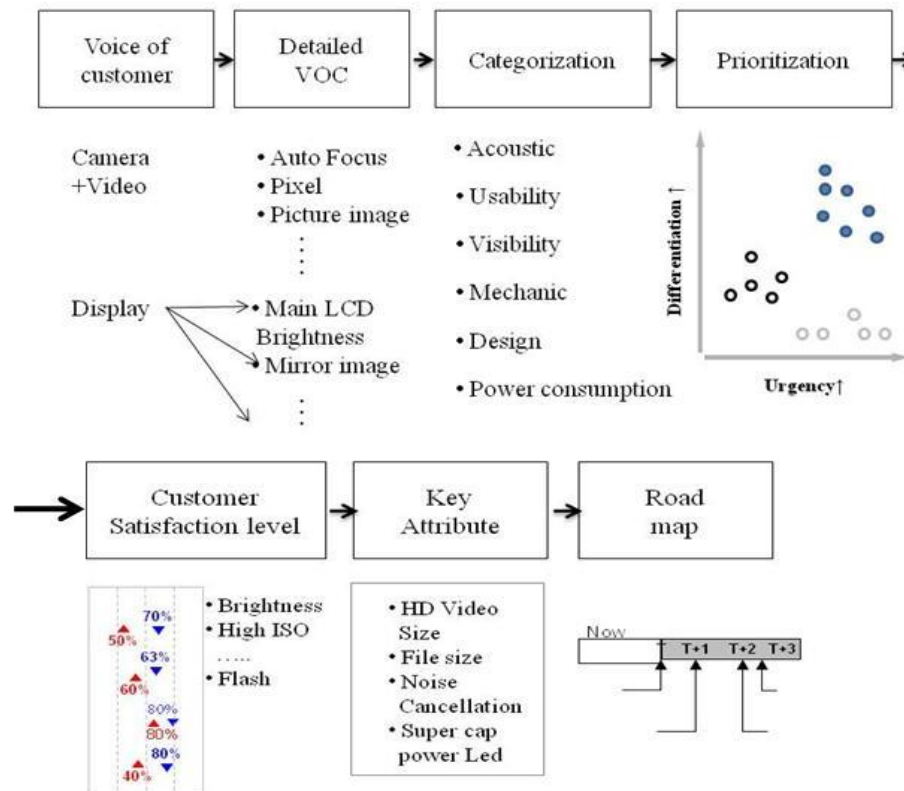 Voice of
customer
Detailed
VOC
Categorization
Prioritization
Camera
+Video
• Auto Focus
• Pixel
• Picture image
Display
• Main LCD
Brightness
• Mirror image
• Acoustic
• Usability
• Visibility
• Mechanic
• Design
• Power consumption
Differentiation ↑
Urgency↑
Customer
Satisfaction level
Key
Attribute
Road
map
70%
50%
63%
60%
80%
80%
80%
40%
• Brightness
• High ISO
.....
• Flash
• HD Video
Size
• File size
• Noise
Cancellation
• Super cap
power Led
Now
T T+1 T+2 T+3